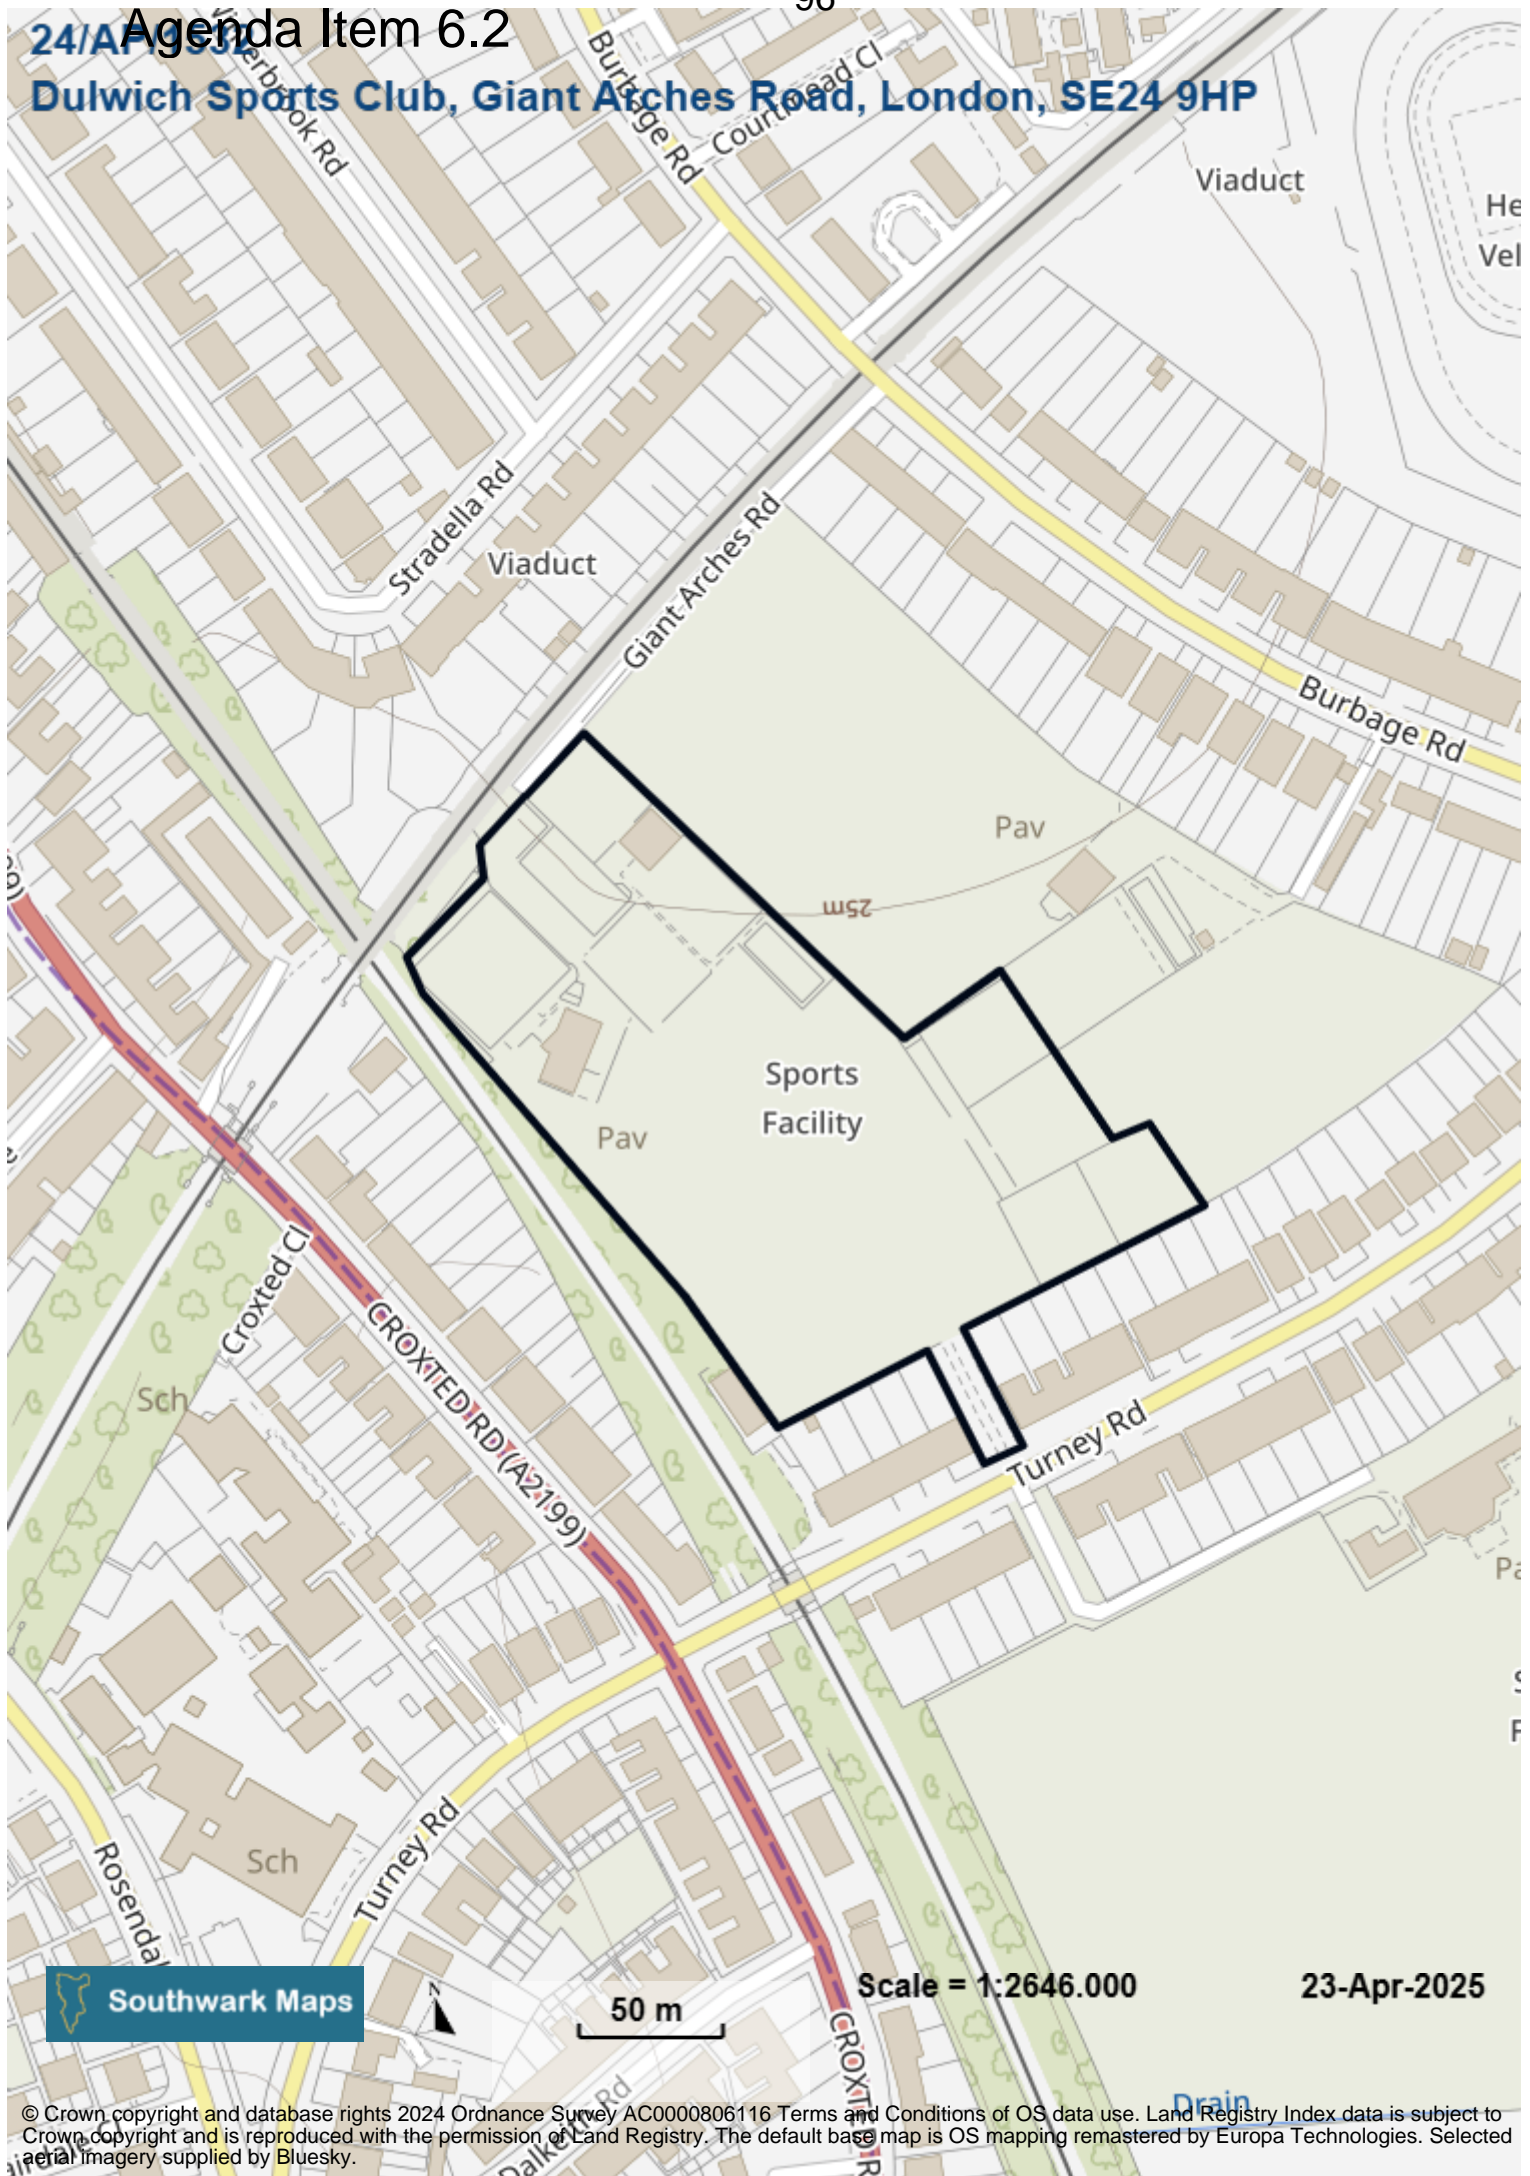 96
Agenda Item 6.2
Dulwich Sports Club, Giant Arches Road, London, SE24 9HP
Burbage Rd
Courtmead Cl
Viaduct
Stradella Rd
Viaduct
Giant Arches Rd
Burbage Rd
Pav
25m
Sports
Facility
Pav
Croxted Cl
CROXTED RD (A2199)
Sch
Turney Rd
Sch
Turney Rd
Southwark Maps
N
50 m
Scale = 1:2646.000
23-Apr-2025
Drain
Dalkeith Rd
© Crown copyright and database rights 2024 Ordnance Survey AC0000806116 Terms and Conditions of OS data use. Land Registry Index data is subject to
Crown copyright and is reproduced with the permission of Land Registry. The default base map is OS mapping remastered by Europa Technologies. Selected
aerial imagery supplied by Bluesky.